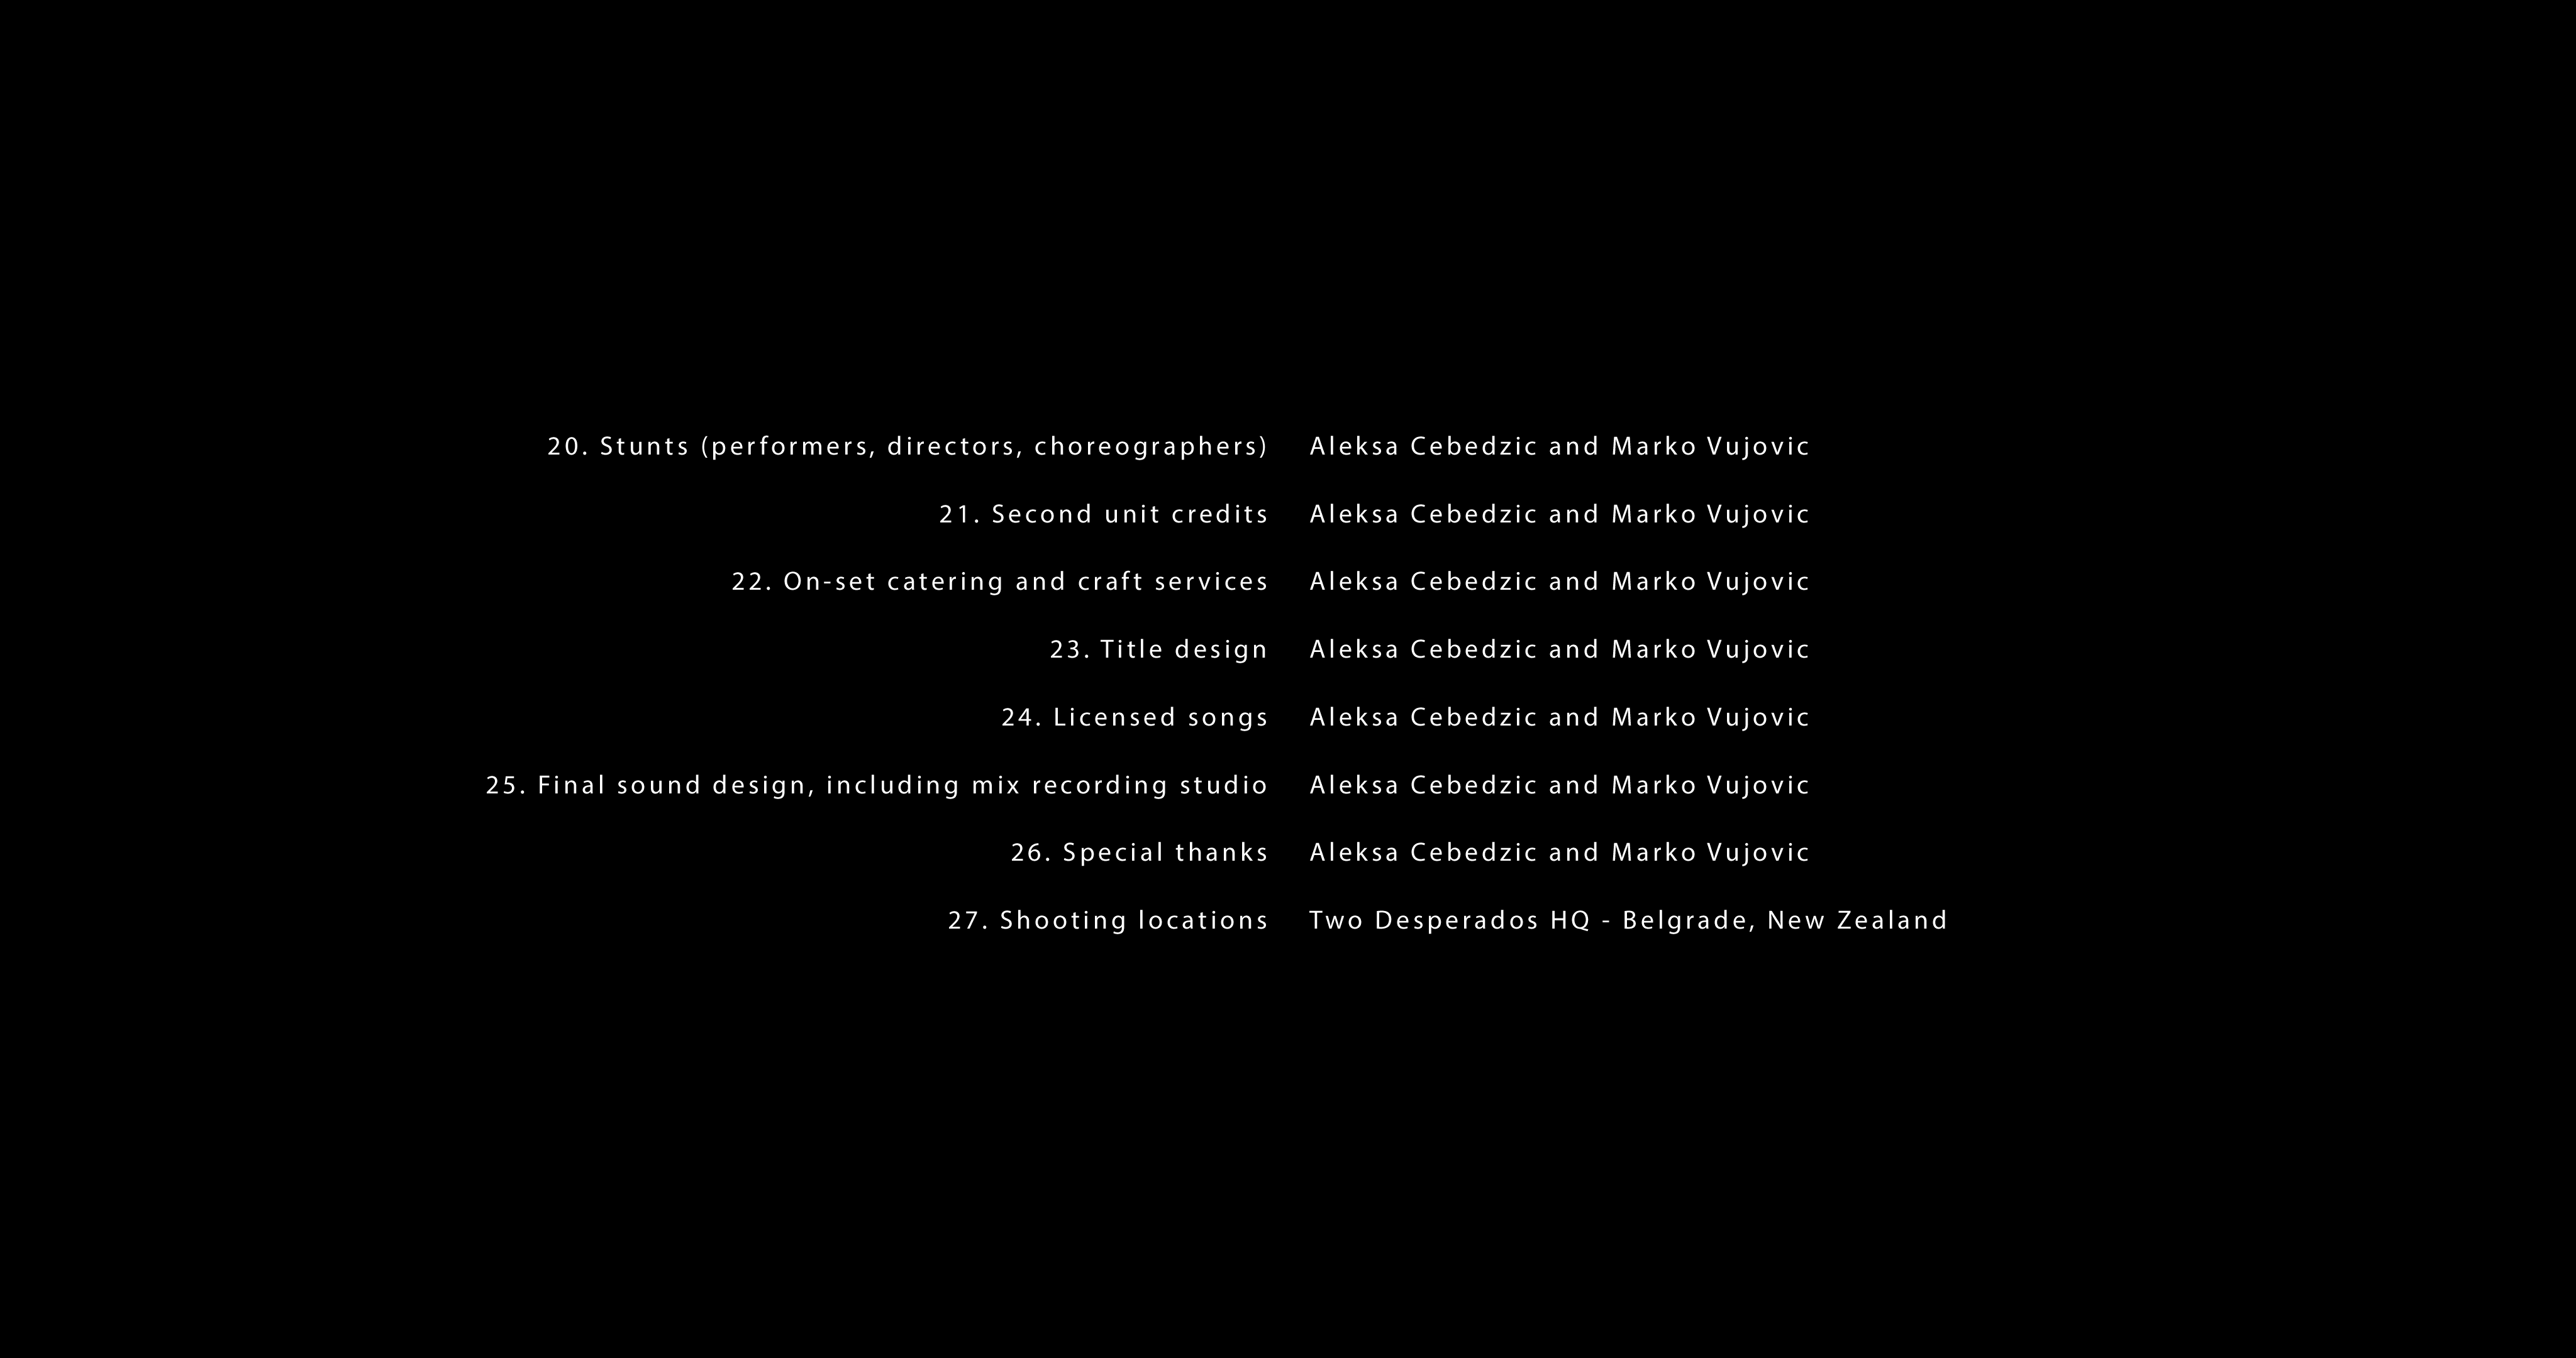 20. Stunts (performers, directors, choreographers) Aleksa Cebedzic and Marko Vujovic
21. Second unit credits Aleksa Cebedzic and Marko Vujovic
22. On-set catering and craft services Aleksa Cebedzic and Marko Vujovic
23. Title design Aleksa Cebedzic and Marko Vujovic
24. Licensed songs Aleksa Cebedzic and Marko Vujovic
25. Final sound design, including mix recording studio Aleksa Cebedzic and Marko Vujovic
26. Special thanks Aleksa Cebedzic and Marko Vujovic
27. Shooting locations Two Desperados HQ - Belgrade, New Zealand